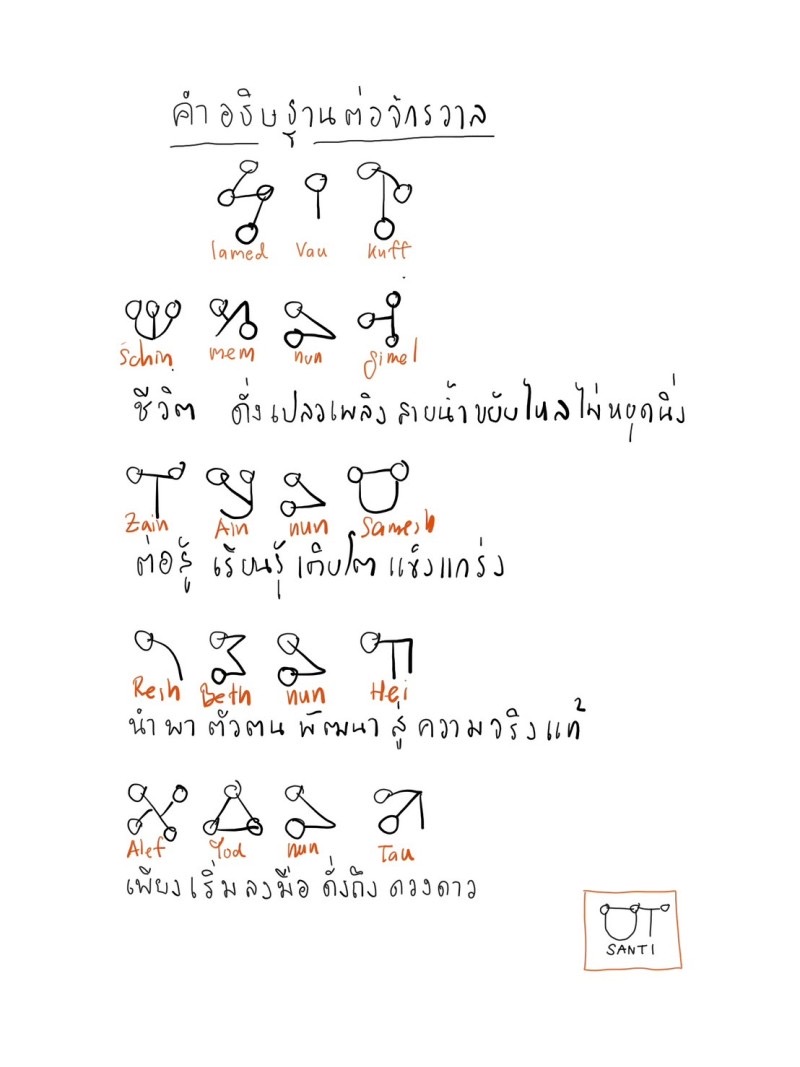 คำอธิษฐานต่อจักรวาล
lamed Vau Kuff
Schin mem nun gimel
ชีวิต ดั่งเปลวเพลิง สายน้ำขยับไหลไม่หยุดนิ่ง
Zain Ain nun Samesh
ต่อสู้ เรียนรู้ เติบโต แข็งแกร่ง
Resh Beth nun Hei
นำพา ตัวตน พัฒนา สู่ ความจริงแท้
Alef Yod nun Tau
เพียงเริ่มลงมือ ดั่งถึง ดวงดาว
SANTI